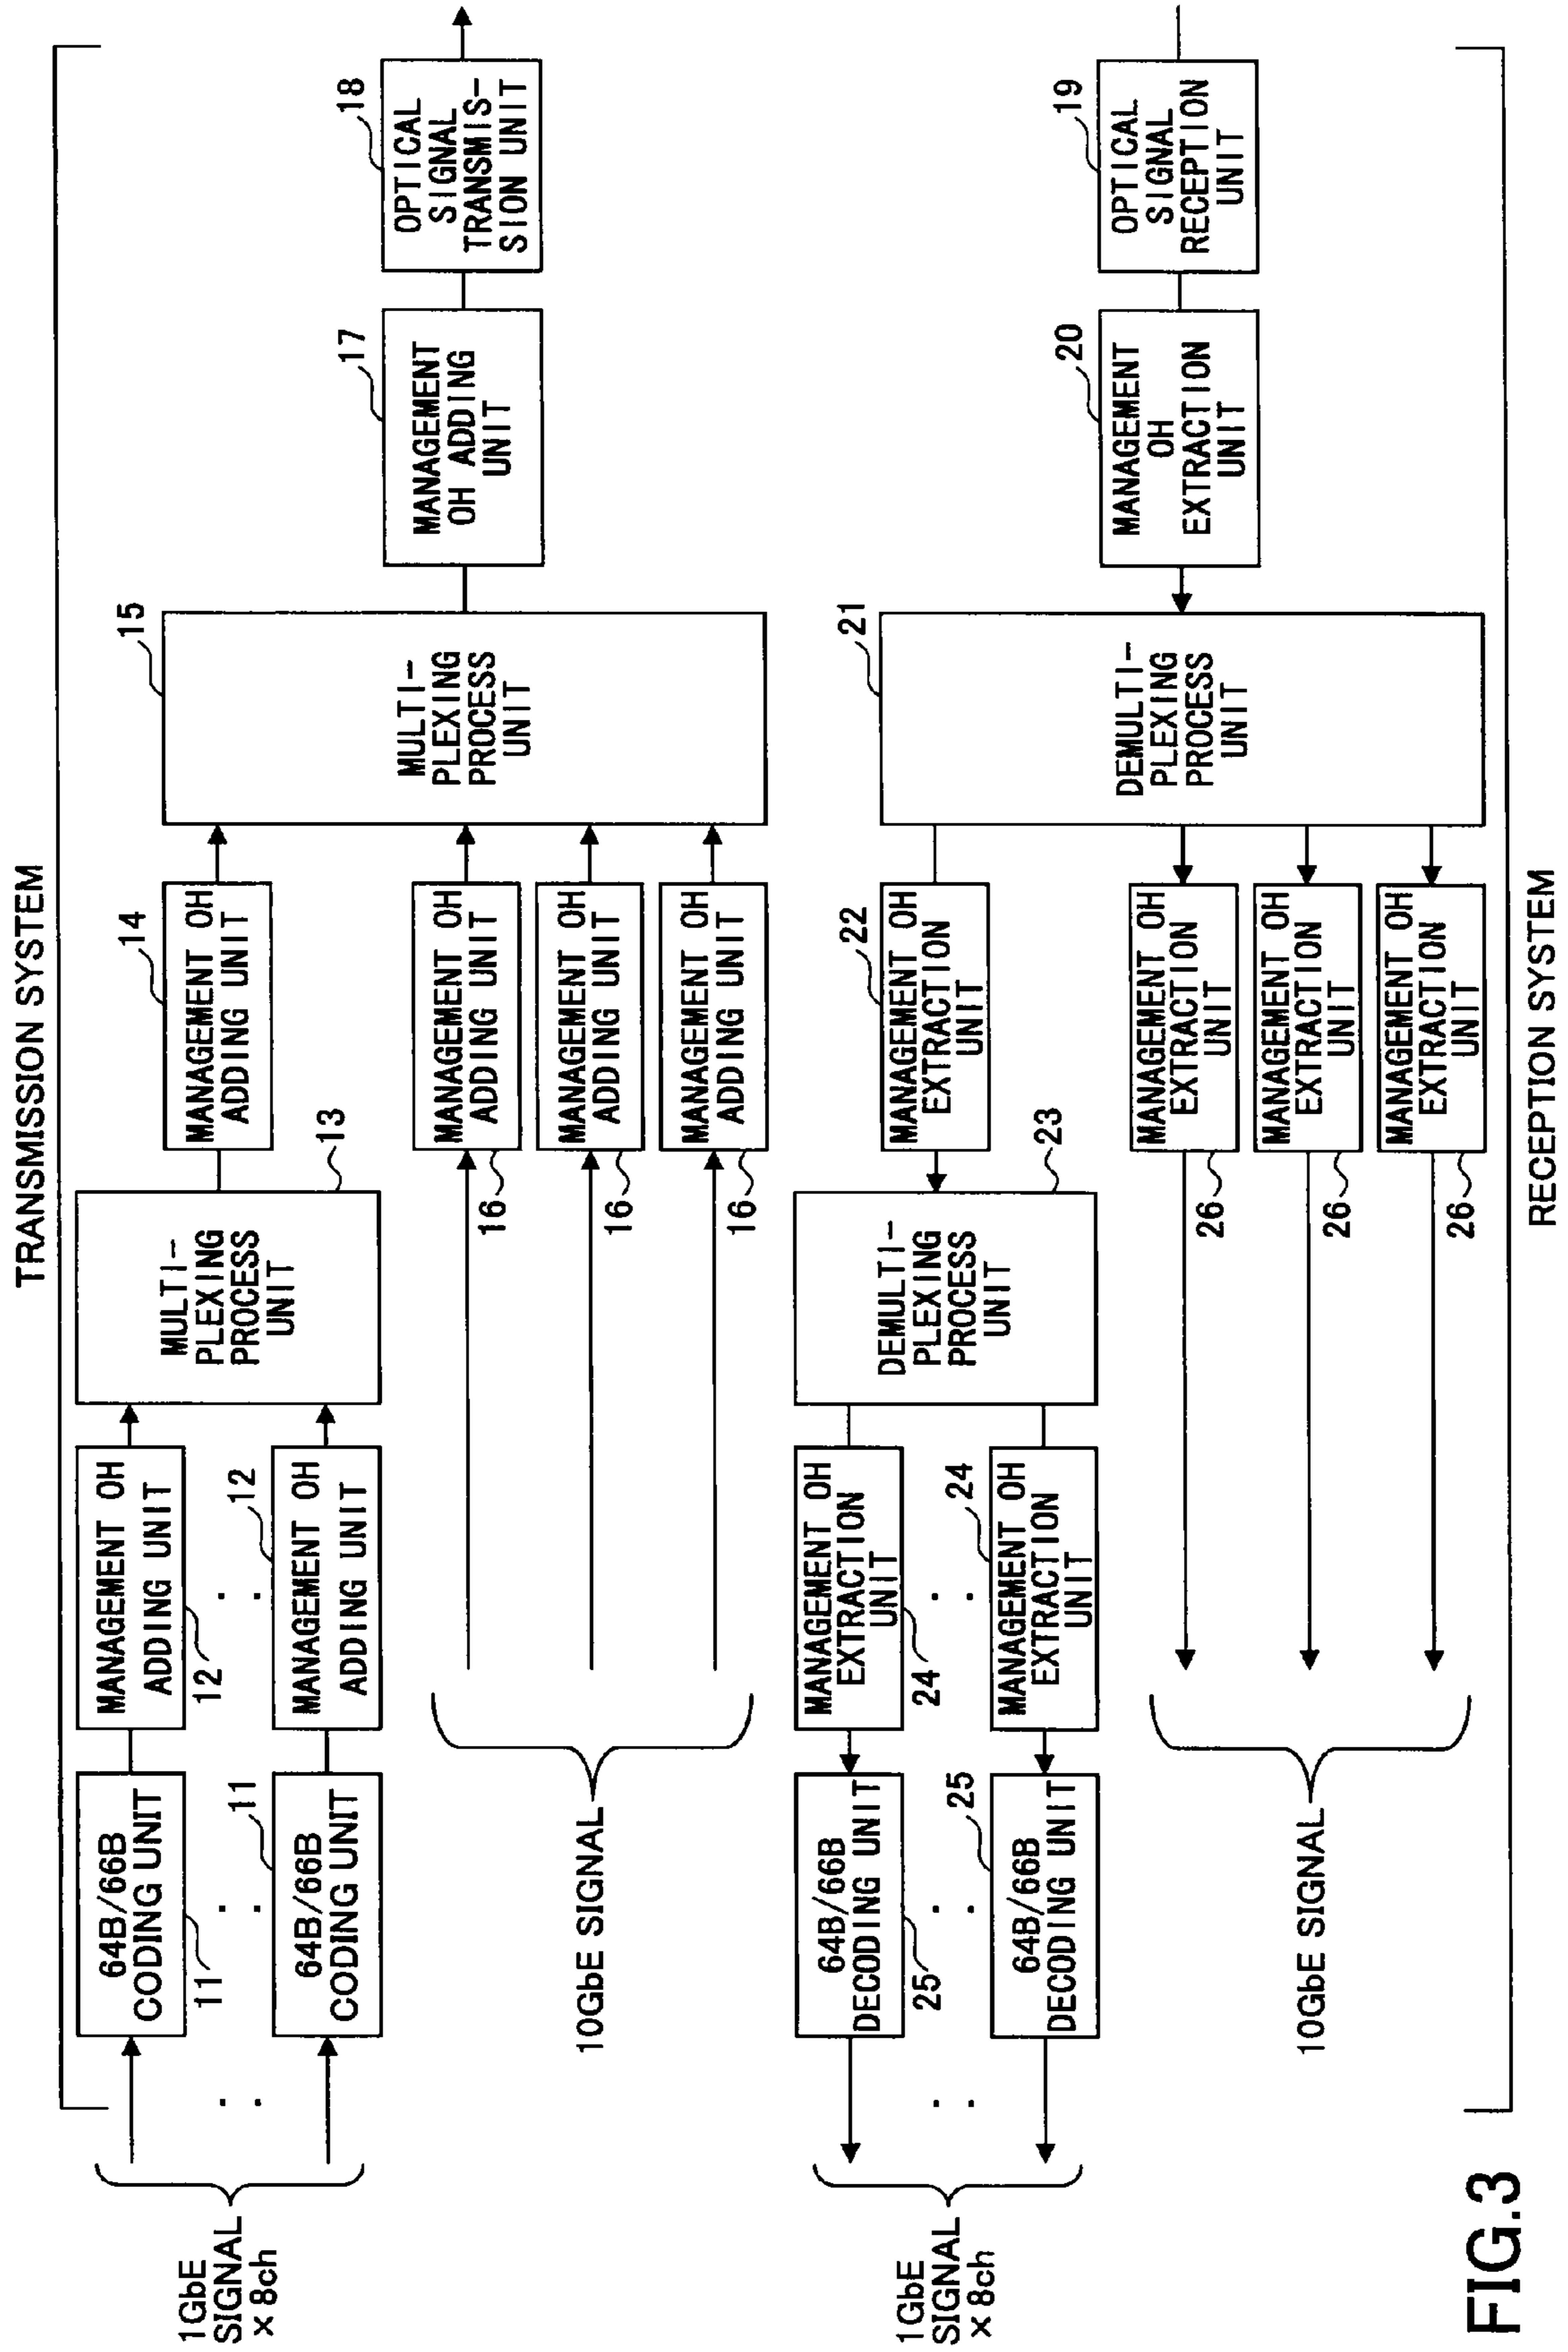 TRANSMISSION SYSTEM
1GbE
SIGNAL
× 8ch
64B/66B
CODING UNIT
11
64B/66B
CODING UNIT
11
MANAGEMENT OH
ADDING UNIT
12
MANAGEMENT OH
ADDING UNIT
12
MULTI-
PLEXING
PROCESS
UNIT
13
MANAGEMENT OH
ADDING UNIT
14
10GbE SIGNAL
MANAGEMENT OH
ADDING UNIT
16
MANAGEMENT OH
ADDING UNIT
16
MANAGEMENT OH
ADDING UNIT
16
MULTI-
PLEXING
PROCESS
UNIT
15
MANAGEMENT
OH ADDING
UNIT
17
OPTICAL
SIGNAL
TRANSMIS-
SION UNIT
18
1GbE
SIGNAL
× 8ch
64B/66B
DECODING UNIT
25
64B/66B
DECODING UNIT
25
MANAGEMENT OH
EXTRACTION
UNIT
24
MANAGEMENT OH
EXTRACTION
UNIT
24
DEMULTI-
PLEXING
PROCESS
UNIT
23
MANAGEMENT OH
EXTRACTION
UNIT
22
10GbE SIGNAL
MANAGEMENT OH
EXTRACTION
UNIT
26
MANAGEMENT OH
EXTRACTION
UNIT
26
MANAGEMENT OH
EXTRACTION
UNIT
26
DEMULTI-
PLEXING
PROCESS
UNIT
21
MANAGEMENT
OH
EXTRACTION
UNIT
20
OPTICAL
SIGNAL
RECEPTION
UNIT
19
RECEPTION SYSTEM
FIG.3